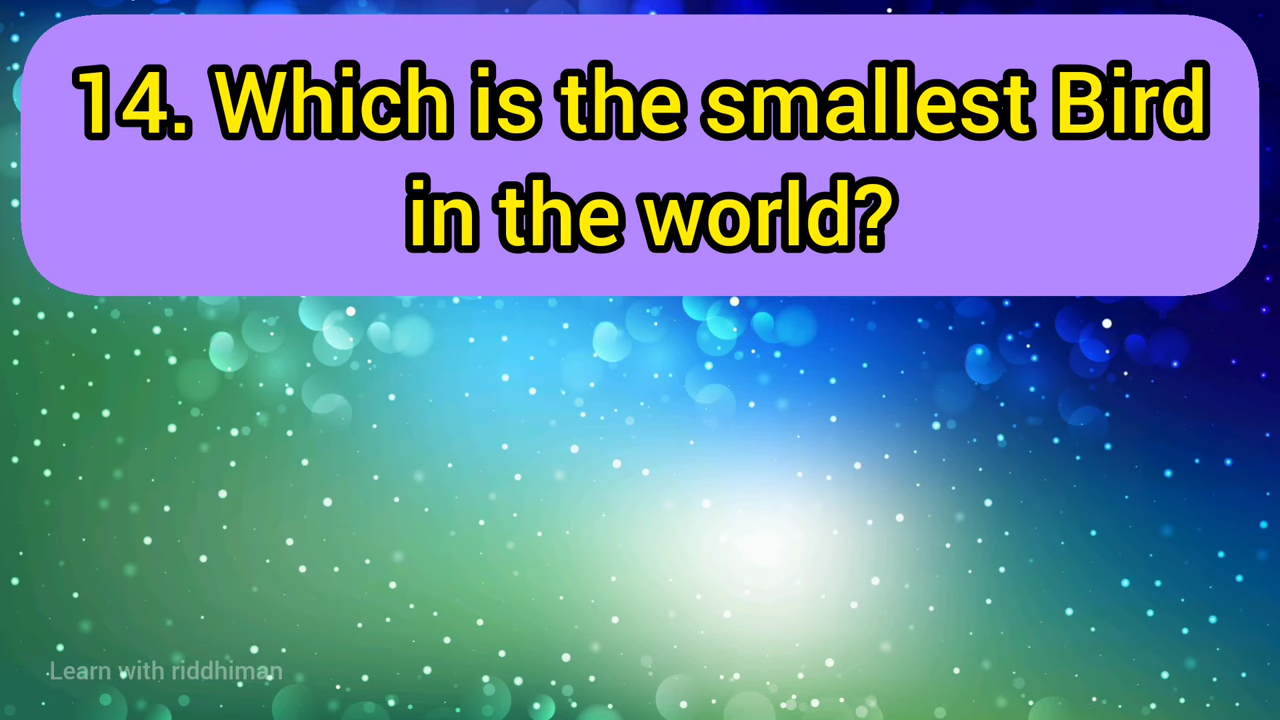 14. Which is the smallest Bird
in the world?
Learn with riddhiman